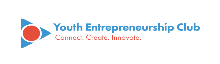 Youth Entrepreneurship Club
Connect. Create. Innovate.